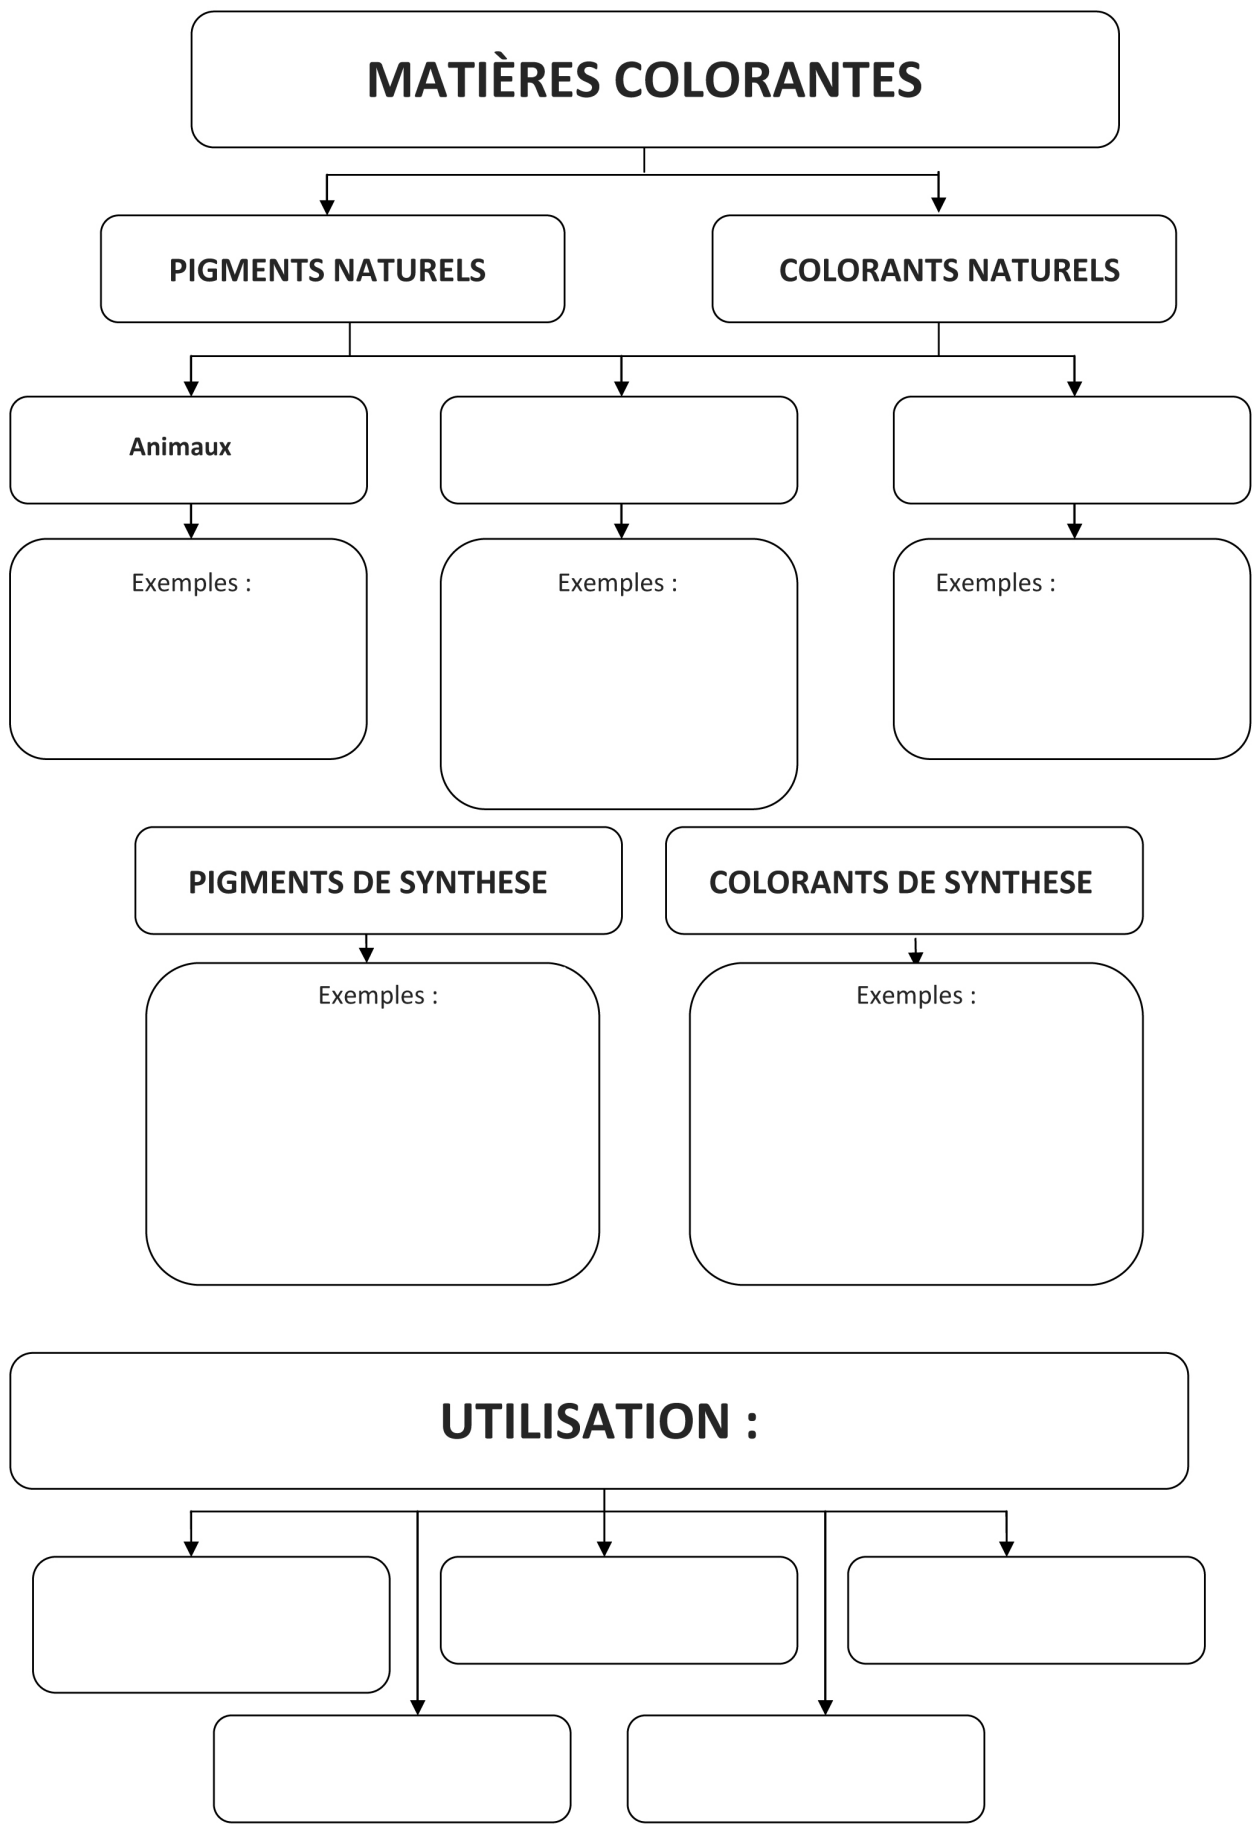 MATIÈRES COLORANTES
PIGMENTS NATURELS
COLORANTS NATURELS
Animaux
Exemples :
Exemples :
Exemples :
PIGMENTS DE SYNTHESE
COLORANTS DE SYNTHESE
Exemples :
Exemples :
UTILISATION :